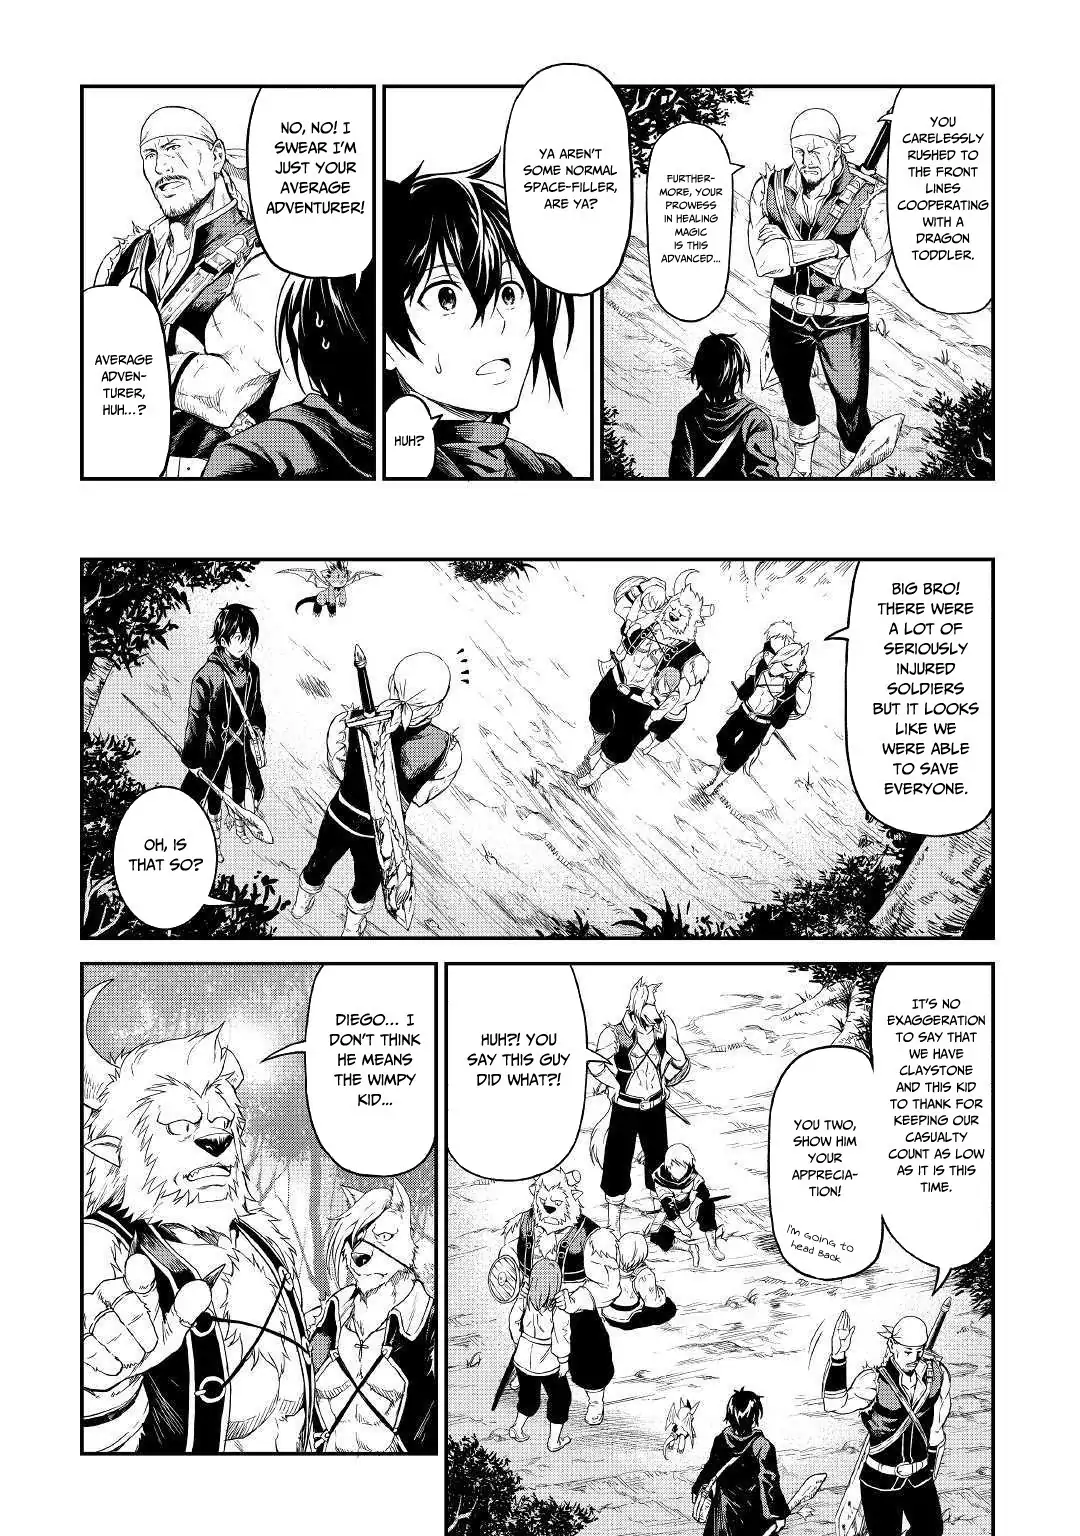 YOU
CARELESSLY
RUSHED TO
THE FRONT
LINES
COOPERATING
WITH A
DRAGON
TODDLER.
FURTHER-
MORE, YOUR
PROWESS
IN HEALING
MAGIC
IS THIS
ADVANCED...
YA AREN'T
SOME NORMAL
SPACE-FILLER,
ARE YA?
HUH?
NO, NO! I
SWEAR I'M
JUST YOUR
AVERAGE
ADVENTURER!
AVERAGE
ADVEN-
TURER,
HUH...?
BIG BRO!
THERE WERE
A LOT OF
SERIOUSLY
INJURED
SOLDIERS
BUT IT LOOKS
LIKE WE
WERE ABLE
TO SAVE
EVERYONE.
OH, IS
THAT SO?
IT'S NO
EXAGGERATION
TO SAY THAT
WE HAVE
CLAYSTONE
AND THIS KID
TO THANK FOR
KEEPING OUR
CASUALTY
COUNT AS LOW
AS IT IS THIS
TIME.
YOU TWO,
SHOW HIM
YOUR
APPRECIA-
TION!
I'm going to
head back
HUH?! YOU
SAY THIS GUY
DID WHAT?!
DIEGO... I
DON'T THINK
HE MEANS
THE WIMPY
KID...